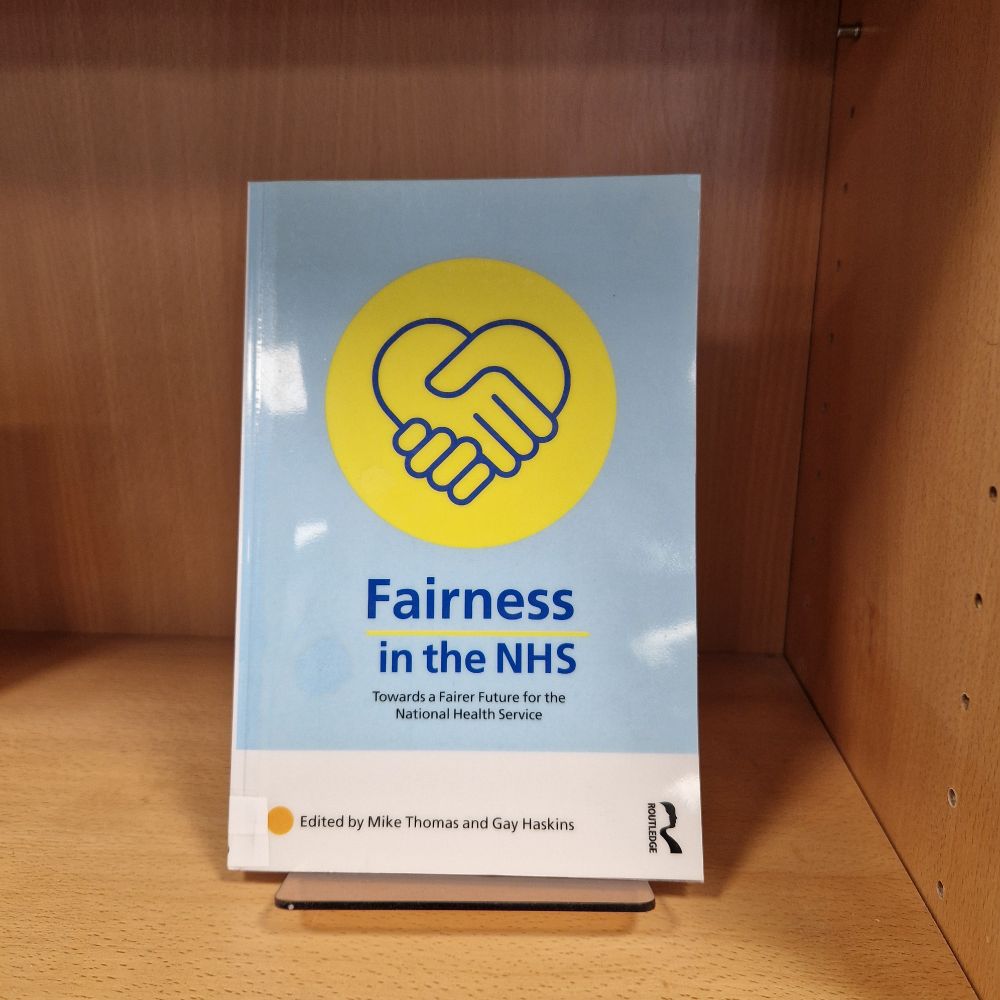 Fairness
in the NHS
Towards a Fairer Future for the
National Health Service
Edited by Mike Thomas and Gay Haskins
ROUTLEDGE